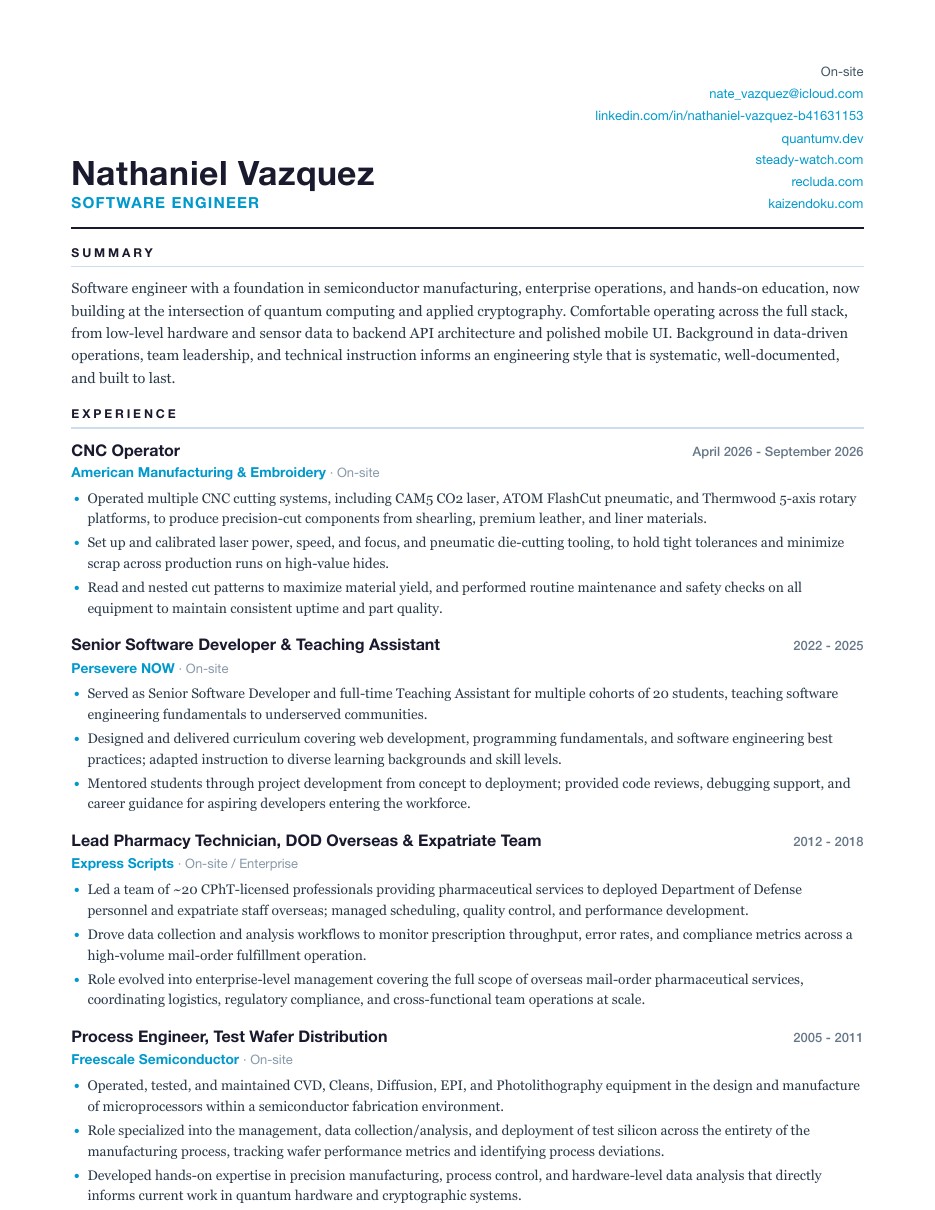 On-site
nate_vazquez@icloud.com
linkedin.com/in/nathaniel-vazquez-b41631153
quantumv.dev
steady-watch.com
recluda.com
kaizendoku.com
Nathaniel Vazquez
SOFTWARE ENGINEER
SUMMARY
Software engineer with a foundation in semiconductor manufacturing, enterprise operations, and hands-on education, now
building at the intersection of quantum computing and applied cryptography. Comfortable operating across the full stack,
from low-level hardware and sensor data to backend API architecture and polished mobile UI. Background in data-driven
operations, team leadership, and technical instruction informs an engineering style that is systematic, well-documented,
and built to last.
EXPERIENCE
CNC Operator April 2026 - September 2026
American Manufacturing & Embroidery · On-site
• Operated multiple CNC cutting systems, including CAM5 CO2 laser, ATOM FlashCut pneumatic, and Thermwood 5-axis rotary
platforms, to produce precision-cut components from shearling, premium leather, and liner materials.
• Set up and calibrated laser power, speed, and focus, and pneumatic die-cutting tooling, to hold tight tolerances and minimize
scrap across production runs on high-value hides.
• Read and nested cut patterns to maximize material yield, and performed routine maintenance and safety checks on all
equipment to maintain consistent uptime and part quality.
Senior Software Developer & Teaching Assistant 2022 - 2025
Persevere NOW · On-site
• Served as Senior Software Developer and full-time Teaching Assistant for multiple cohorts of 20 students, teaching software
engineering fundamentals to underserved communities.
• Designed and delivered curriculum covering web development, programming fundamentals, and software engineering best
practices; adapted instruction to diverse learning backgrounds and skill levels.
• Mentored students through project development from concept to deployment; provided code reviews, debugging support, and
career guidance for aspiring developers entering the workforce.
Lead Pharmacy Technician, DOD Overseas & Expatriate Team 2012 - 2018
Express Scripts · On-site / Enterprise
• Led a team of ~20 CPhT-licensed professionals providing pharmaceutical services to deployed Department of Defense
personnel and expatriate staff overseas; managed scheduling, quality control, and performance development.
• Drove data collection and analysis workflows to monitor prescription throughput, error rates, and compliance metrics across a
high-volume mail-order fulfillment operation.
• Role evolved into enterprise-level management covering the full scope of overseas mail-order pharmaceutical services,
coordinating logistics, regulatory compliance, and cross-functional team operations at scale.
Process Engineer, Test Wafer Distribution 2005 - 2011
Freescale Semiconductor · On-site
• Operated, tested, and maintained CVD, Cleans, Diffusion, EPI, and Photolithography equipment in the design and manufacture
of microprocessors within a semiconductor fabrication environment.
• Role specialized into the management, data collection/analysis, and deployment of test silicon across the entirety of the
manufacturing process, tracking wafer performance metrics and identifying process deviations.
• Developed hands-on expertise in precision manufacturing, process control, and hardware-level data analysis that directly
informs current work in quantum hardware and cryptographic systems.